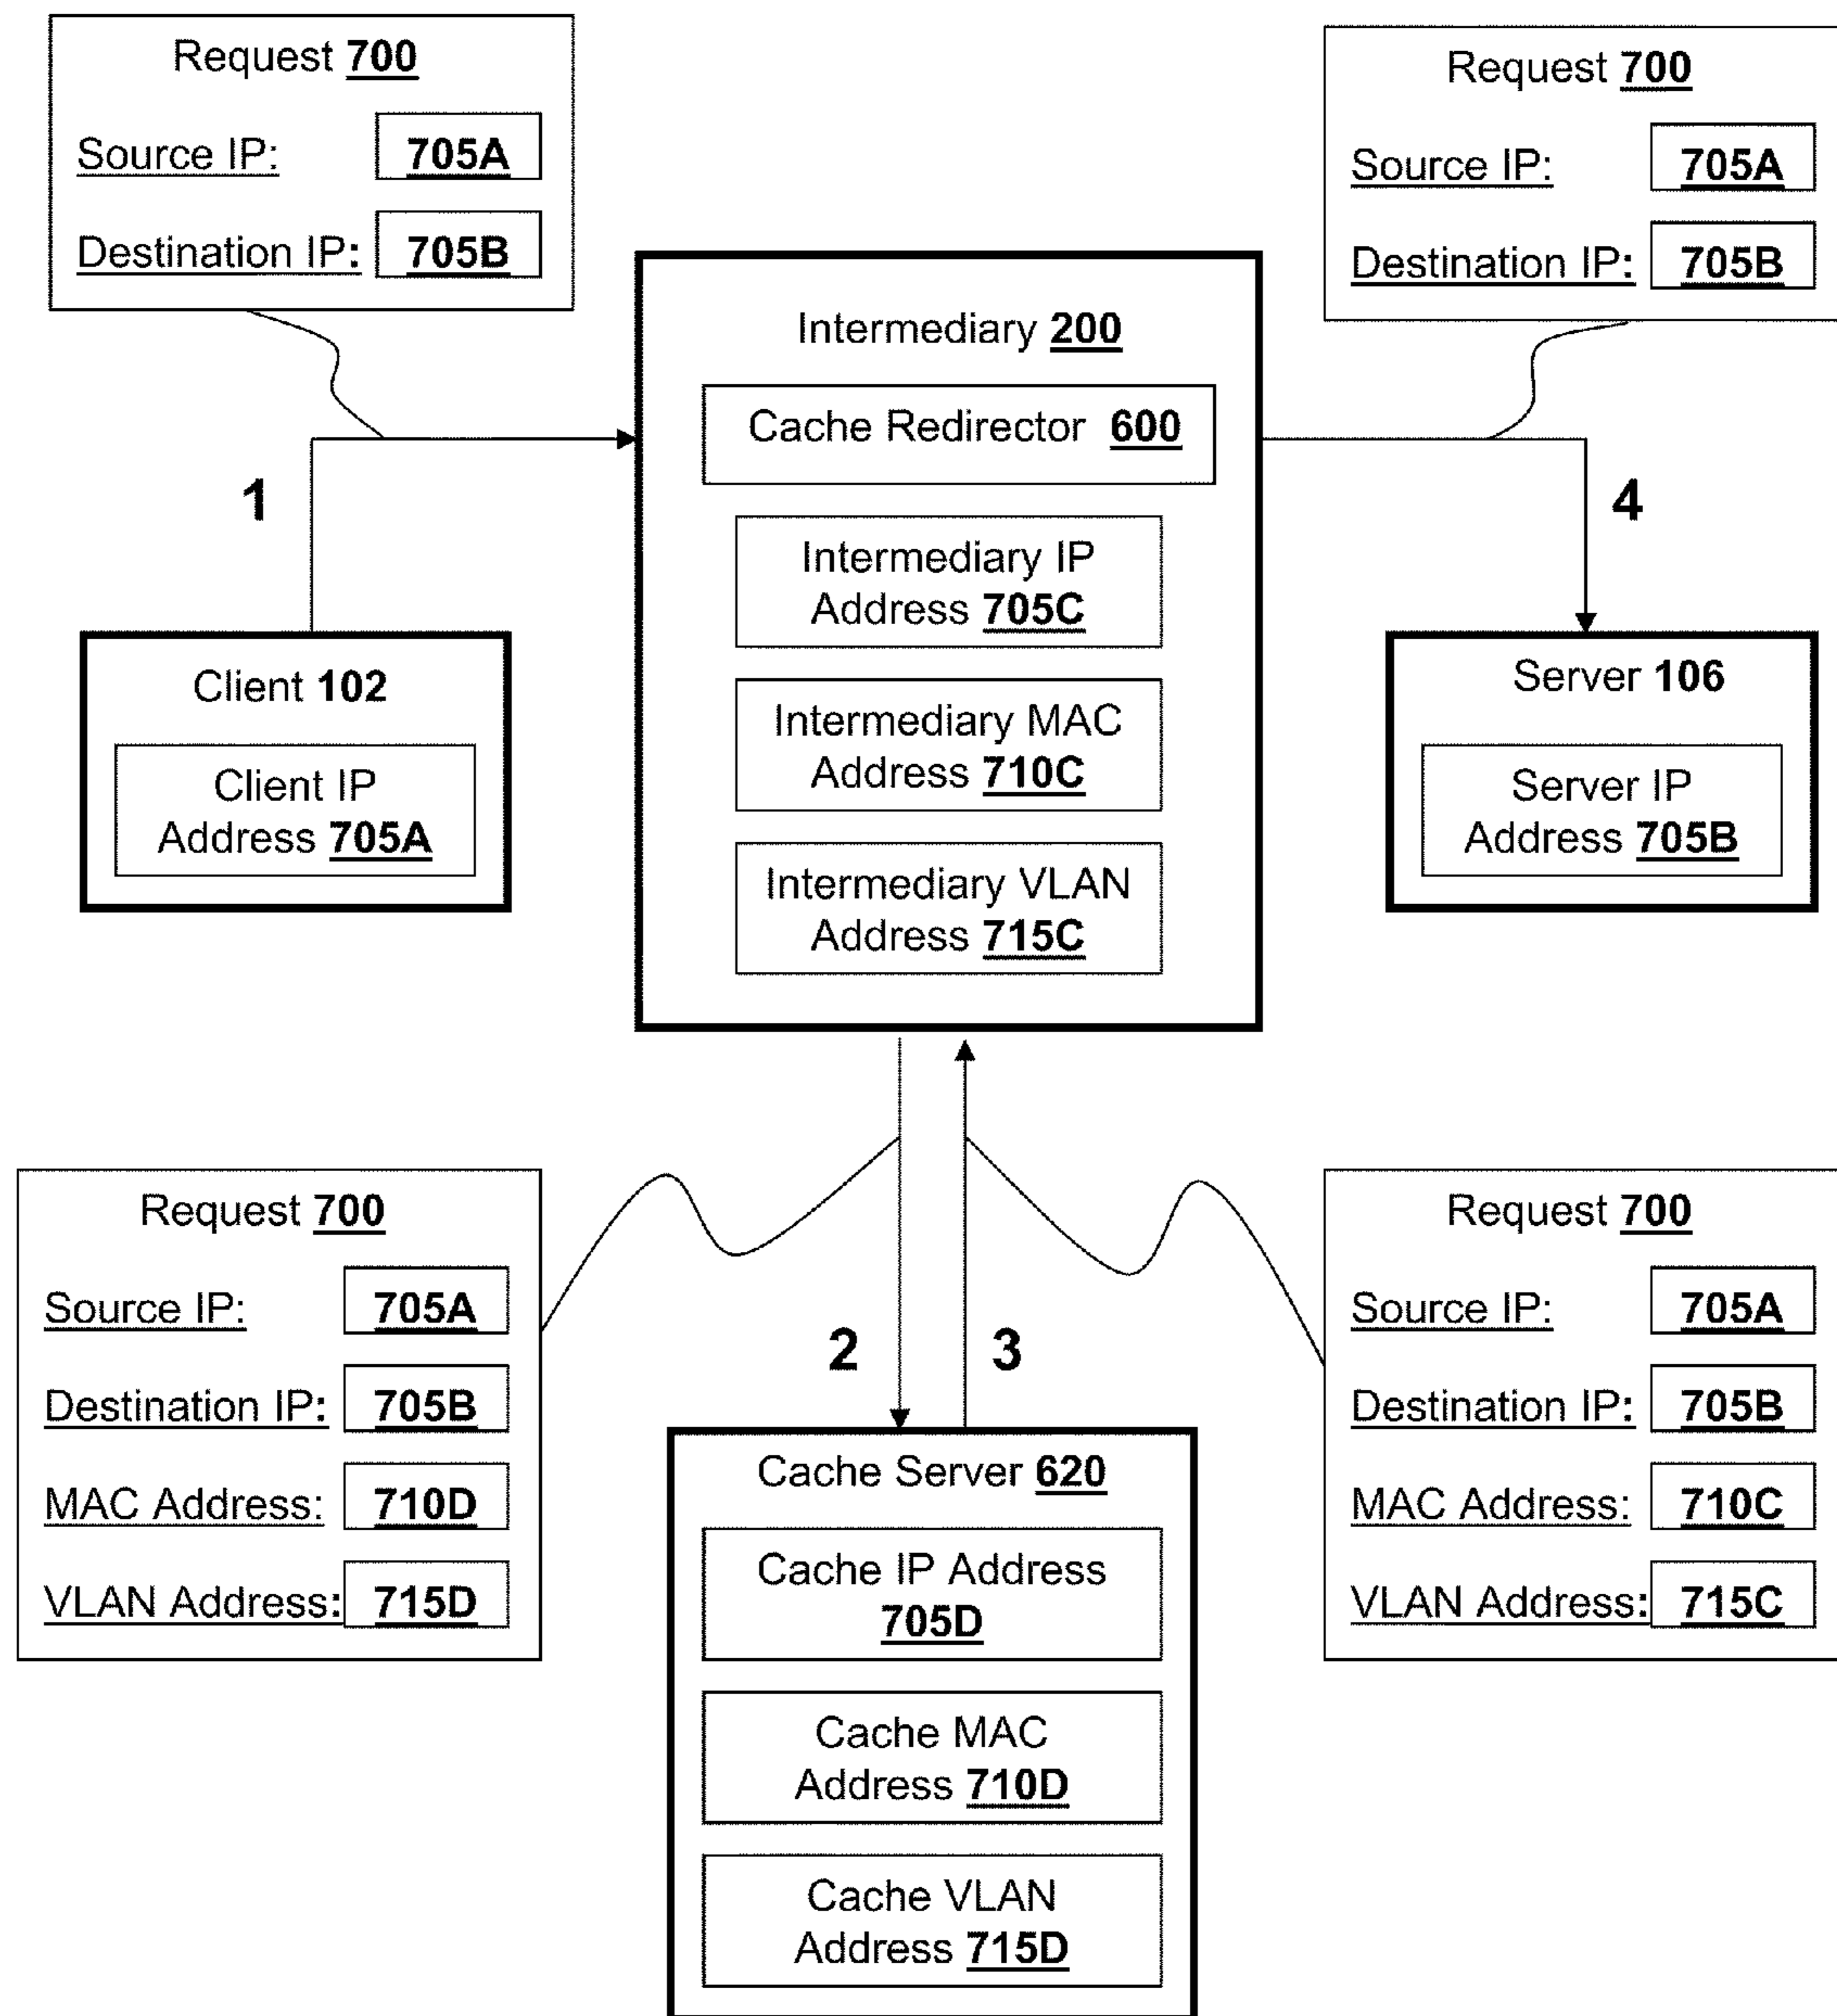 Request 700
Source IP: 705A
Destination IP: 705B
Request 700
Source IP: 705A
Destination IP: 705B
Intermediary 200
Cache Redirector 600
Intermediary IP
Address 705C
Intermediary MAC
Address 710C
Intermediary VLAN
Address 715C
1
4
Client 102
Client IP
Address 705A
Server 106
Server IP
Address 705B
Request 700
Source IP: 705A
Destination IP: 705B
MAC Address: 710D
VLAN Address: 715D
2
3
Request 700
Source IP: 705A
Destination IP: 705B
MAC Address: 710C
VLAN Address: 715C
Cache Server 620
Cache IP Address
705D
Cache MAC
Address 710D
Cache VLAN
Address 715D